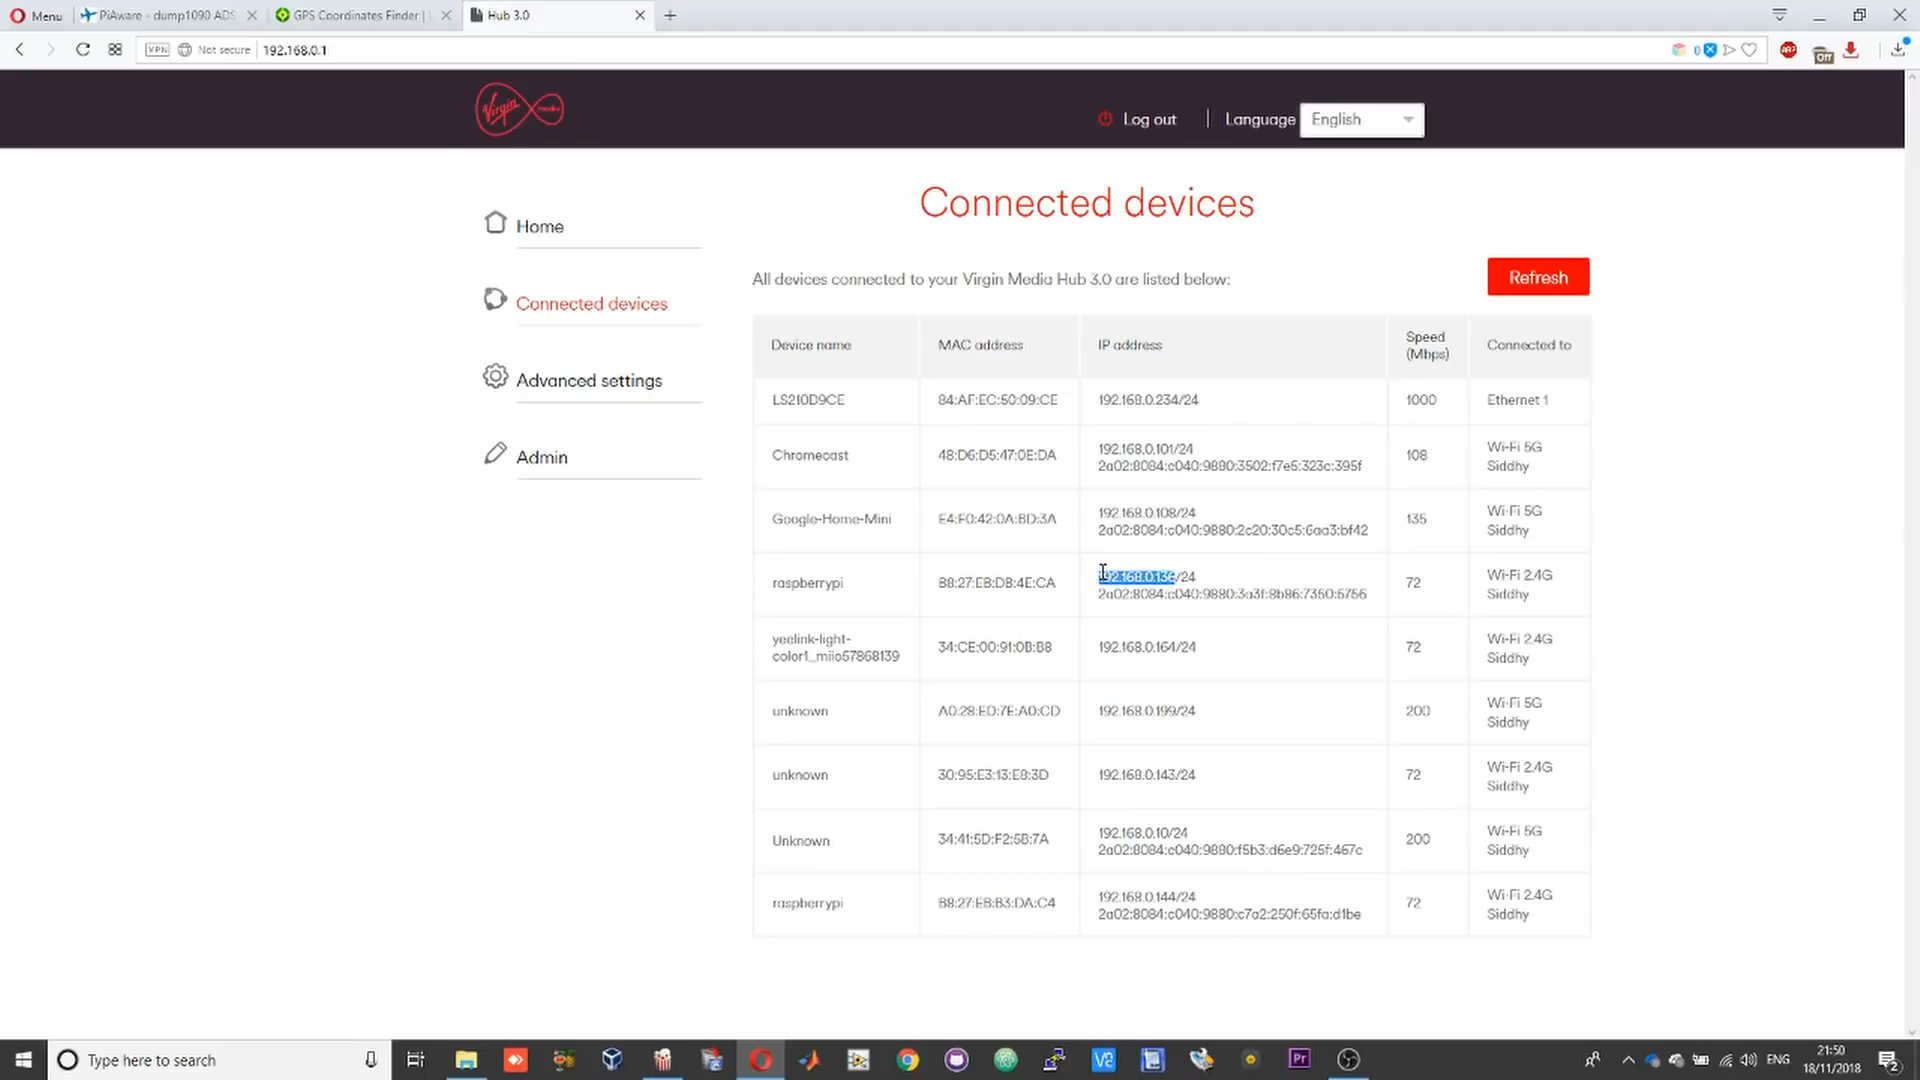 Menu
PiAware - dump1090 ADS
GPS Coordinates Finder |
Hub 3.0
VPN
Not secure
192.168.0.1
Virgin media
Log out
Language
English
Connected devices
Home
Connected devices
Advanced settings
Admin
All devices connected to your Virgin Media Hub 3.0 are listed below:
Refresh
Device name
MAC address
IP address
Speed
(Mbps)
Connected to
LS210D9CE
84:AF:EC:50:09:CE
192.168.0.234/24
1000
Ethernet 1
Chromecast
48:D6:D5:47:0E:DA
192.168.0.101/24
2a02:8084:c040:9880:3502:f7e5:323c:395f
108
Wi-Fi 5G
Siddhy
Google-Home-Mini
E4:F0:42:0A:BD:3A
192.168.0.108/24
2a02:8084:c040:9880:2c20:30c5:6aa3:bf42
135
Wi-Fi 5G
Siddhy
raspberrypi
B8:27:EB:DB:4E:CA
2a02:8084:c040:9880:3a3f:8b86:7350:6756
72
Wi-Fi 2.4G
Siddhy
yeelink-light-
color1_miio57868139
34:CE:00:91:0B:B8
192.168.0.164/24
72
Wi-Fi 2.4G
Siddhy
unknown
A0:28:ED:7E:A0:CD
192.168.0.199/24
200
Wi-Fi 5G
Siddhy
unknown
30:95:E3:13:E8:3D
192.168.0.143/24
72
Wi-Fi 2.4G
Siddhy
Unknown
34:41:5D:F2:5B:7A
192.168.0.10/24
2a02:8084:c040:9880:f5b3:d6e9:725f:467c
200
Wi-Fi 5G
Siddhy
raspberrypi
B8:27:EB:B3:DA:C4
192.168.0.144/24
2a02:8084:c040:9880:c7a2:250f:65fa:d1be
72
Wi-Fi 2.4G
Siddhy
Type here to search
ENG
21:50
18/11/2018